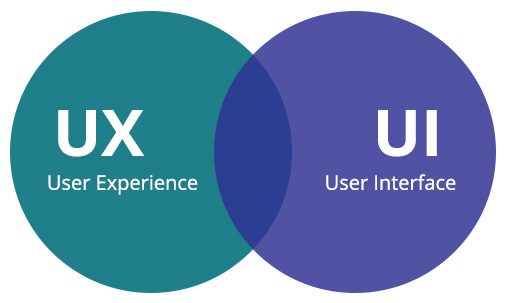 UX
User Experience
UI
User Interface